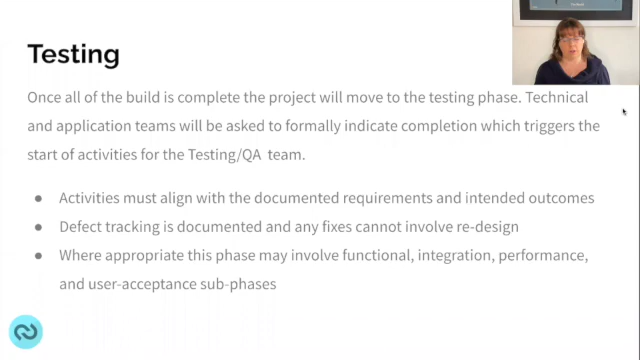 Testing
Once all of the build is complete the project will move to the testing phase. Technical
and application teams will be asked to formally indicate completion which triggers the
start of activities for the Testing/QA team.
● Activities must align with the documented requirements and intended outcomes
● Defect tracking is documented and any fixes cannot involve re-design
● Where appropriate this phase may involve functional, integration, performance,
and user-acceptance sub-phases